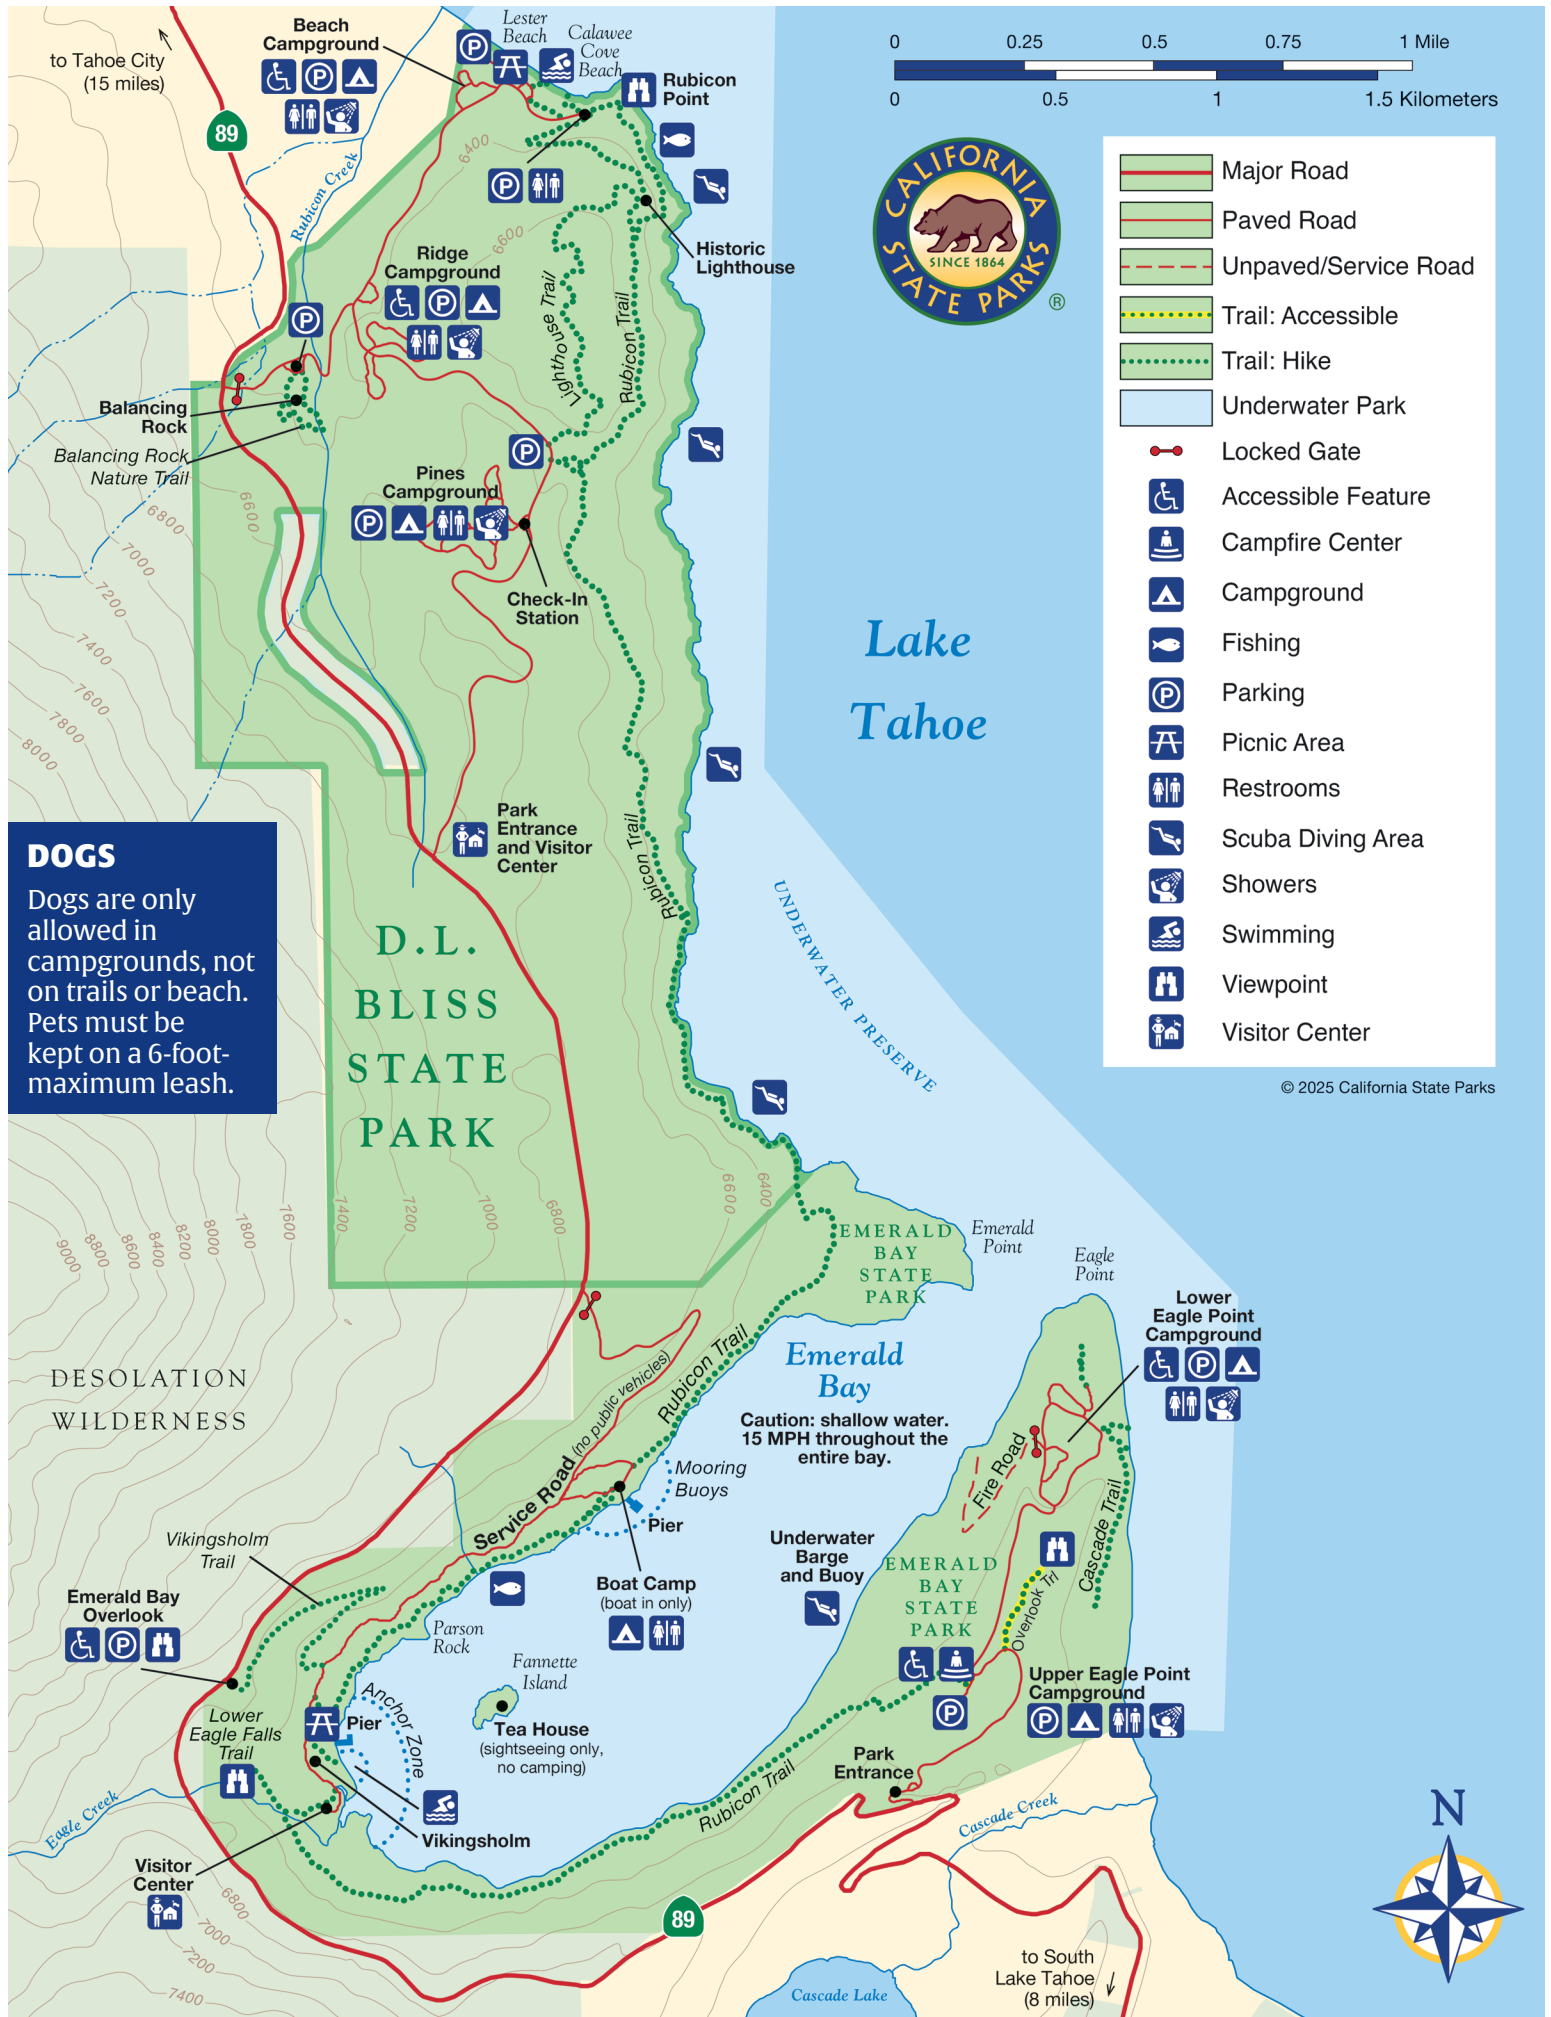 to Tahoe City
(15 miles)
89
Beach
Campground
Lester
Beach
Calawee
Cove
Beach
Rubicon
Point
Rubicon Creek
6400
6600
Historic
Lighthouse
Ridge
Campground
Lighthouse Trail
Rubicon Trail
Balancing
Rock
Balancing Rock
Nature Trail
Pines
Campground
Check-In
Station
6600
6800
7000
7200
7400
7600
7800
8000
Park
Entrance
and Visitor
Center
Rubicon Trail
DOGS
Dogs are only
allowed in
campgrounds, not
on trails or beach.
Pets must be
kept on a 6-foot-
maximum leash.
D.L.
BLISS
STATE
PARK
Lake
Tahoe
UNDERWATER PRESERVE
0
0.25
0.5
0.75
1 Mile
0
0.5
1
1.5 Kilometers
CALIFORNIA
STATE PARKS
SINCE 1864
®
Major Road
Paved Road
Unpaved/Service Road
Trail: Accessible
Trail: Hike
Underwater Park
Locked Gate
Accessible Feature
Campfire Center
Campground
Fishing
Parking
Picnic Area
Restrooms
Scuba Diving Area
Showers
Swimming
Viewpoint
Visitor Center
© 2025 California State Parks
9000
8800
8600
8400
8200
8000
7800
7600
7400
7200
7000
6800
6600
6400
EMERALD
BAY
STATE
PARK
Emerald
Point
Eagle
Point
Lower
Eagle Point
Campground
DESOLATION
WILDERNESS
Emerald
Bay
Caution: shallow water.
15 MPH throughout the
entire bay.
Rubicon Trail
Service Road (no public vehicles)
Mooring
Buoys
Pier
Fire Road
Cascade Trail
Overlook Trl
Underwater
Barge
and Buoy
EMERALD
BAY
STATE
PARK
Vikingsholm
Trail
Emerald Bay
Overlook
Boat Camp
(boat in only)
Parson
Rock
Fannette
Island
Tea House
(sightseeing only,
no camping)
Anchor Zone
Lower
Eagle Falls
Trail
Pier
Upper Eagle Point
Campground
Park
Entrance
Rubicon Trail
Eagle Creek
Vikingsholm
Visitor
Center
Cascade Creek
89
6800
7000
7200
7400
Cascade Lake
to South
Lake Tahoe
(8 miles)
N